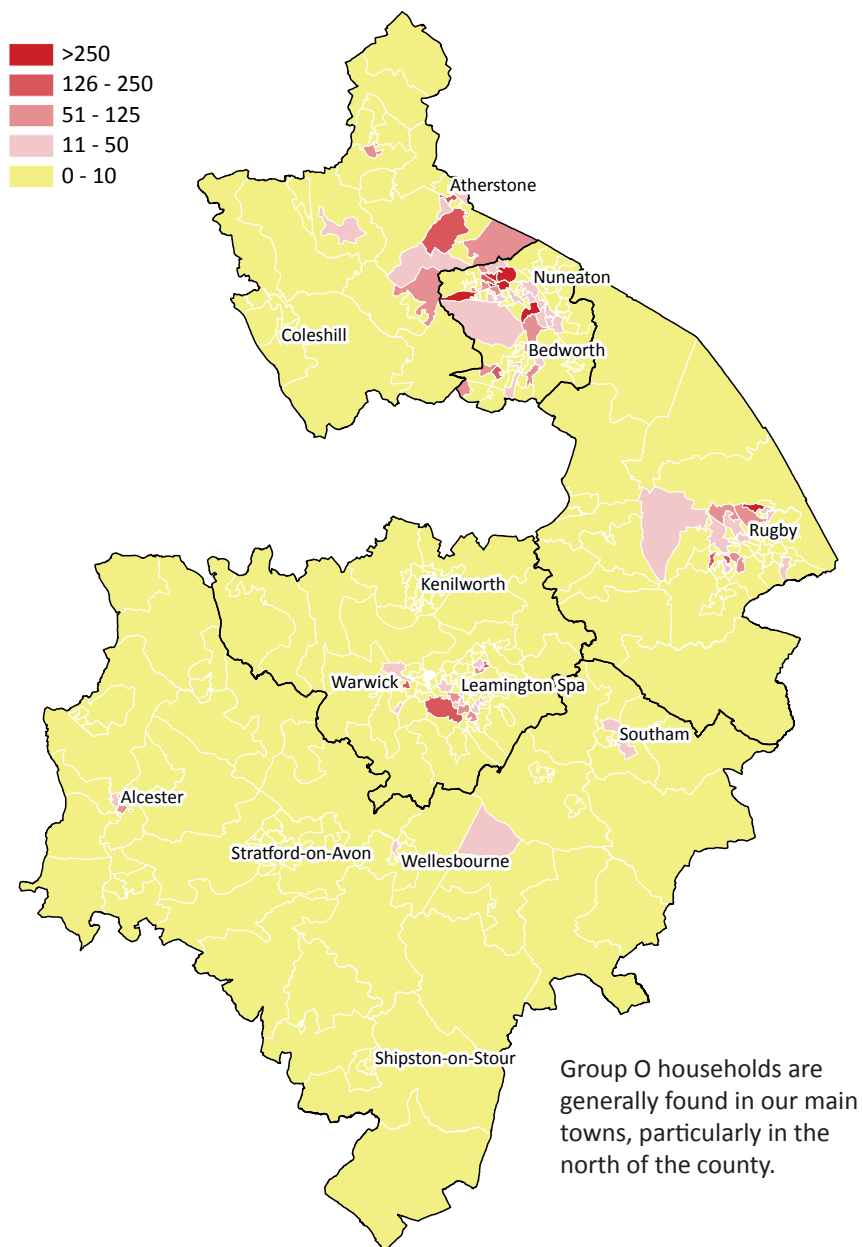 >250
126 - 250
51 - 125
11 - 50
0 - 10
Atherstone
Nuneaton
Coleshill
Bedworth
Rugby
Kenilworth
Warwick
Leamington Spa
Southam
Alcester
Stratford-on-Avon
Wellesbourne
Shipston-on-Stour
Group O households are
generally found in our main
towns, particularly in the
north of the county.